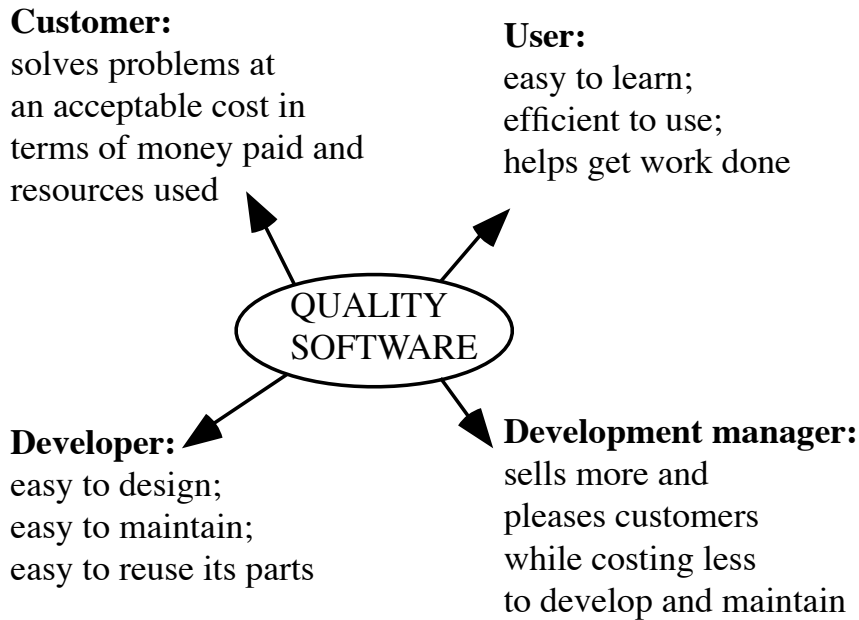 Customer:
solves problems at
an acceptable cost in
terms of money paid and
resources used
User:
easy to learn;
efficient to use;
helps get work done
QUALITY
SOFTWARE
Developer:
easy to design;
easy to maintain;
easy to reuse its parts
Development manager:
sells more and
pleases customers
while costing less
to develop and maintain